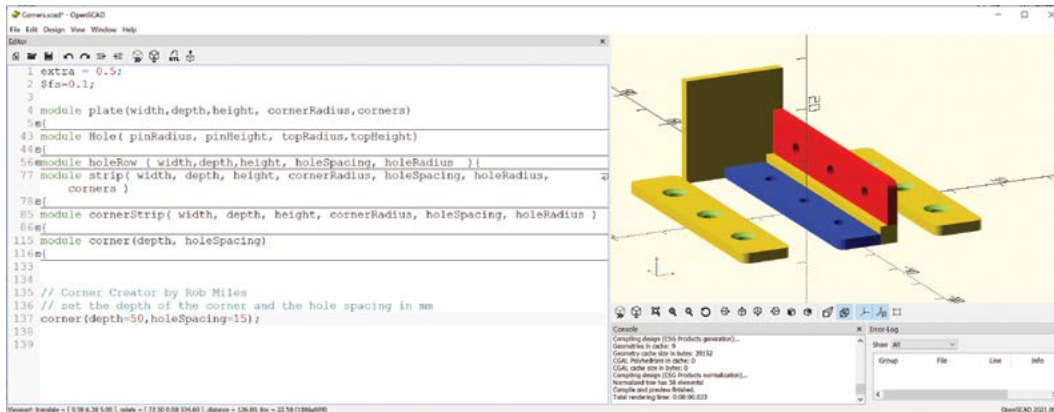 Corners.scad* - OpenSCAD
File Edit Design View Window Help
Editor
1 extra = 0.5;
2 $fs=0.1;
3
4 module plate(width,depth,height, cornerRadius,corners)
5 {
43 module Hole( pinRadius, pinHeight, topRadius,topHeight)
44 {
56 module holeRow ( width,depth,height, holeSpacing, holeRadius ){
77 module strip( width, depth, height, cornerRadius, holeSpacing, holeRadius,
corners )
78 {
85 module cornerStrip( width, depth, height, cornerRadius, holeSpacing, holeRadius )
86 {
115 module corner(depth, holeSpacing)
116 {
133
134
135 // Corner Creator by Rob Miles
136 // set the depth of the corner and the hole spacing in mm
137 corner(depth=50,holeSpacing=15);
138
139
20
Console
Compiling design (CSG Products generation)...
Geometries in cache: 9
Geometry cache size in bytes: 28152
CGAL Polyhedrons in cache: 0
CGAL cache size in bytes: 0
Compiling design (CSG Products normalization)...
Normalized tree has 58 elements!
Compile and preview finished.
Total rendering time: 0:00:00.033
Error-Log
Show All
Group File Line Info